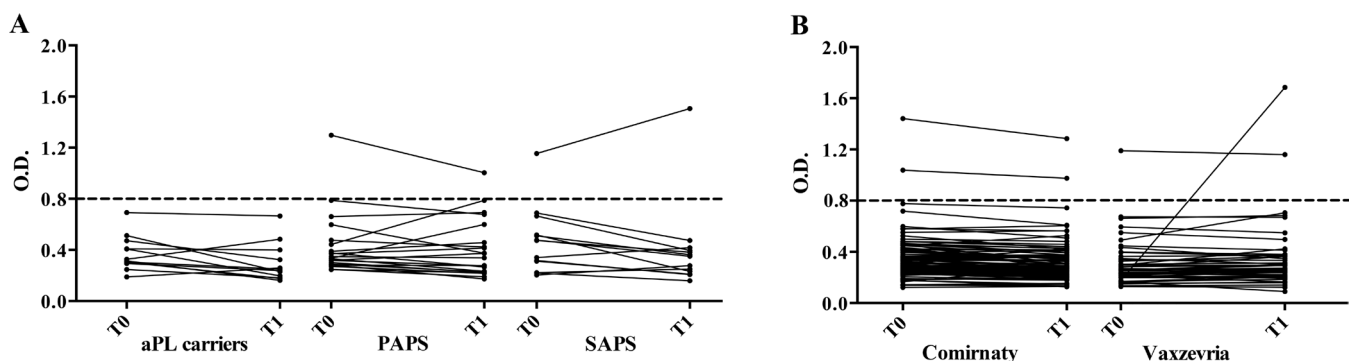 A
O.D.
2.0
1.6
1.2
0.8
0.4
0.0
T0 T1 T0 T1 T0 T1
aPL carriers PAPS SAPS
B
O.D.
2.0
1.6
1.2
0.8
0.4
0.0
T0 T1 T0 T1
Comirnaty Vaxzevria